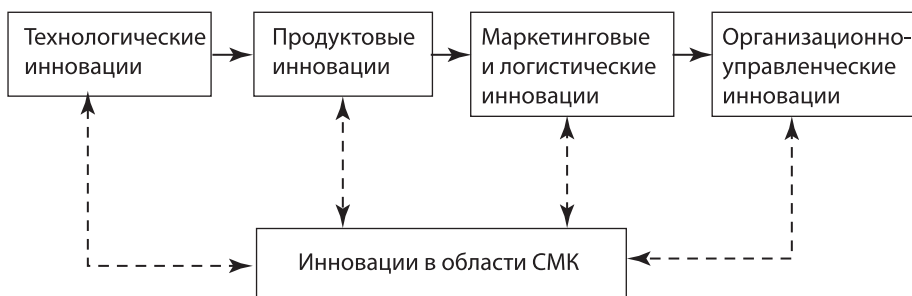 Технологические
инновации
Продуктовые
инновации
Маркетинговые
и логистические
инновации
Организационно-
управленческие
инновации
Инновации в области СМК